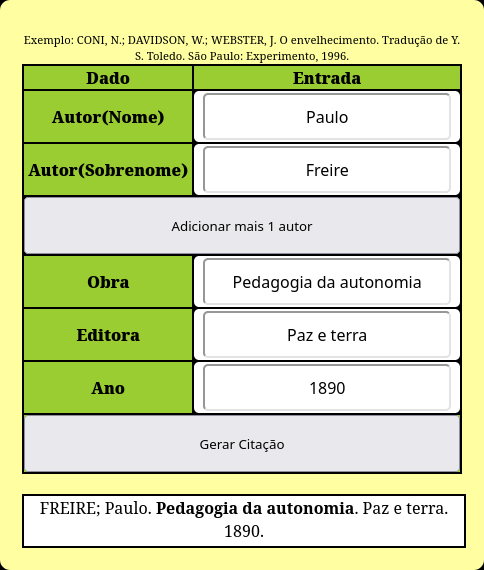 Exemplo: CONI, N.; DAVIDSON, W.; WEBSTER, J. O envelhecimento. Tradução de Y.
S. Toledo. São Paulo: Experimento, 1996.
Dado Entrada
Autor(Nome) Paulo
Autor(Sobrenome) Freire
Adicionar mais 1 autor
Obra Pedagogia da autonomia
Editora Paz e terra
Ano 1890
Gerar Citação
FREIRE; Paulo. Pedagogia da autonomia. Paz e terra.
1890.